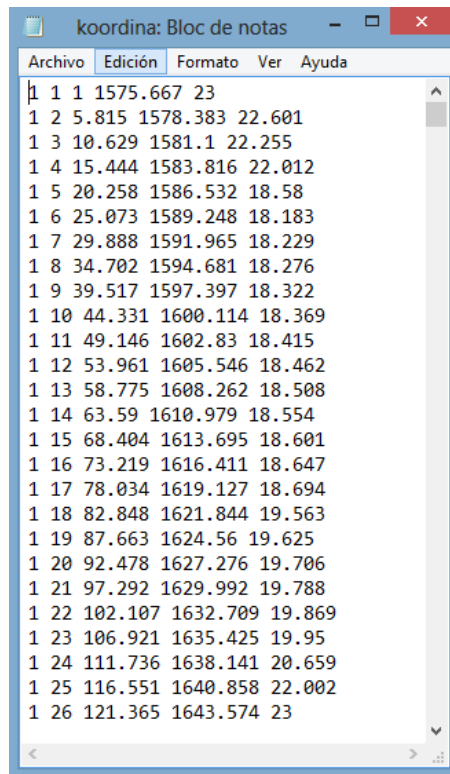 koordina: Bloc de notas
Archivo Edición Formato Ver Ayuda
1 1 1 1575.667 23
1 2 5.815 1578.383 22.601
1 3 10.629 1581.1 22.255
1 4 15.444 1583.816 22.012
1 5 20.258 1586.532 18.58
1 6 25.073 1589.248 18.183
1 7 29.888 1591.965 18.229
1 8 34.702 1594.681 18.276
1 9 39.517 1597.397 18.322
1 10 44.331 1600.114 18.369
1 11 49.146 1602.83 18.415
1 12 53.961 1605.546 18.462
1 13 58.775 1608.262 18.508
1 14 63.59 1610.979 18.554
1 15 68.404 1613.695 18.601
1 16 73.219 1616.411 18.647
1 17 78.034 1619.127 18.694
1 18 82.848 1621.844 19.563
1 19 87.663 1624.56 19.625
1 20 92.478 1627.276 19.706
1 21 97.292 1629.992 19.788
1 22 102.107 1632.709 19.869
1 23 106.921 1635.425 19.95
1 24 111.736 1638.141 20.659
1 25 116.551 1640.858 22.002
1 26 121.365 1643.574 23